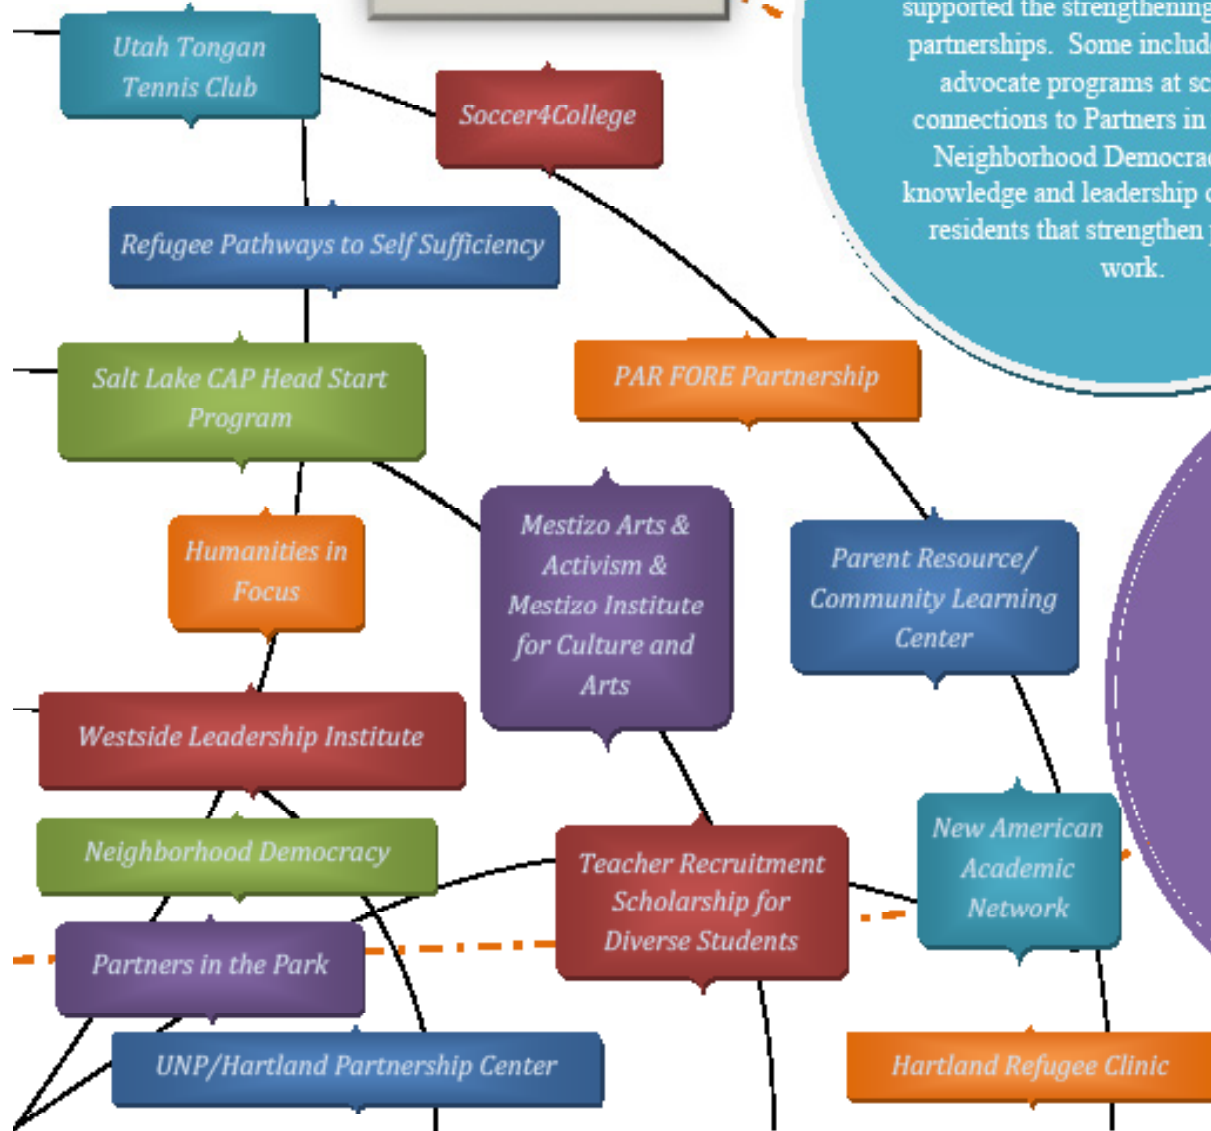 supported the strengthening
partnerships. Some include
advocate programs at
connections to Partners in
Neighborhood
knowledge and leadership
residents that strengthen
work.
Utah Tongan
Tennis Club
Soccer4College
Refugee Pathways to Self Sufficiency
Salt Lake CAP Head Start
Program
PAR FORE Partnership
Mestizo Arts &
Activism &
Mestizo Institute
for Culture and
Arts
Humanities in
Focus
Parent Resource/
Community Learning
Center
Westside Leadership Institute
New American
Academic
Network
Neighborhood Democracy
Teacher Recruitment
Scholarship for
Diverse Students
Partners in the Park
UNP/Hartland Partnership Center
Hartland Refugee Clinic